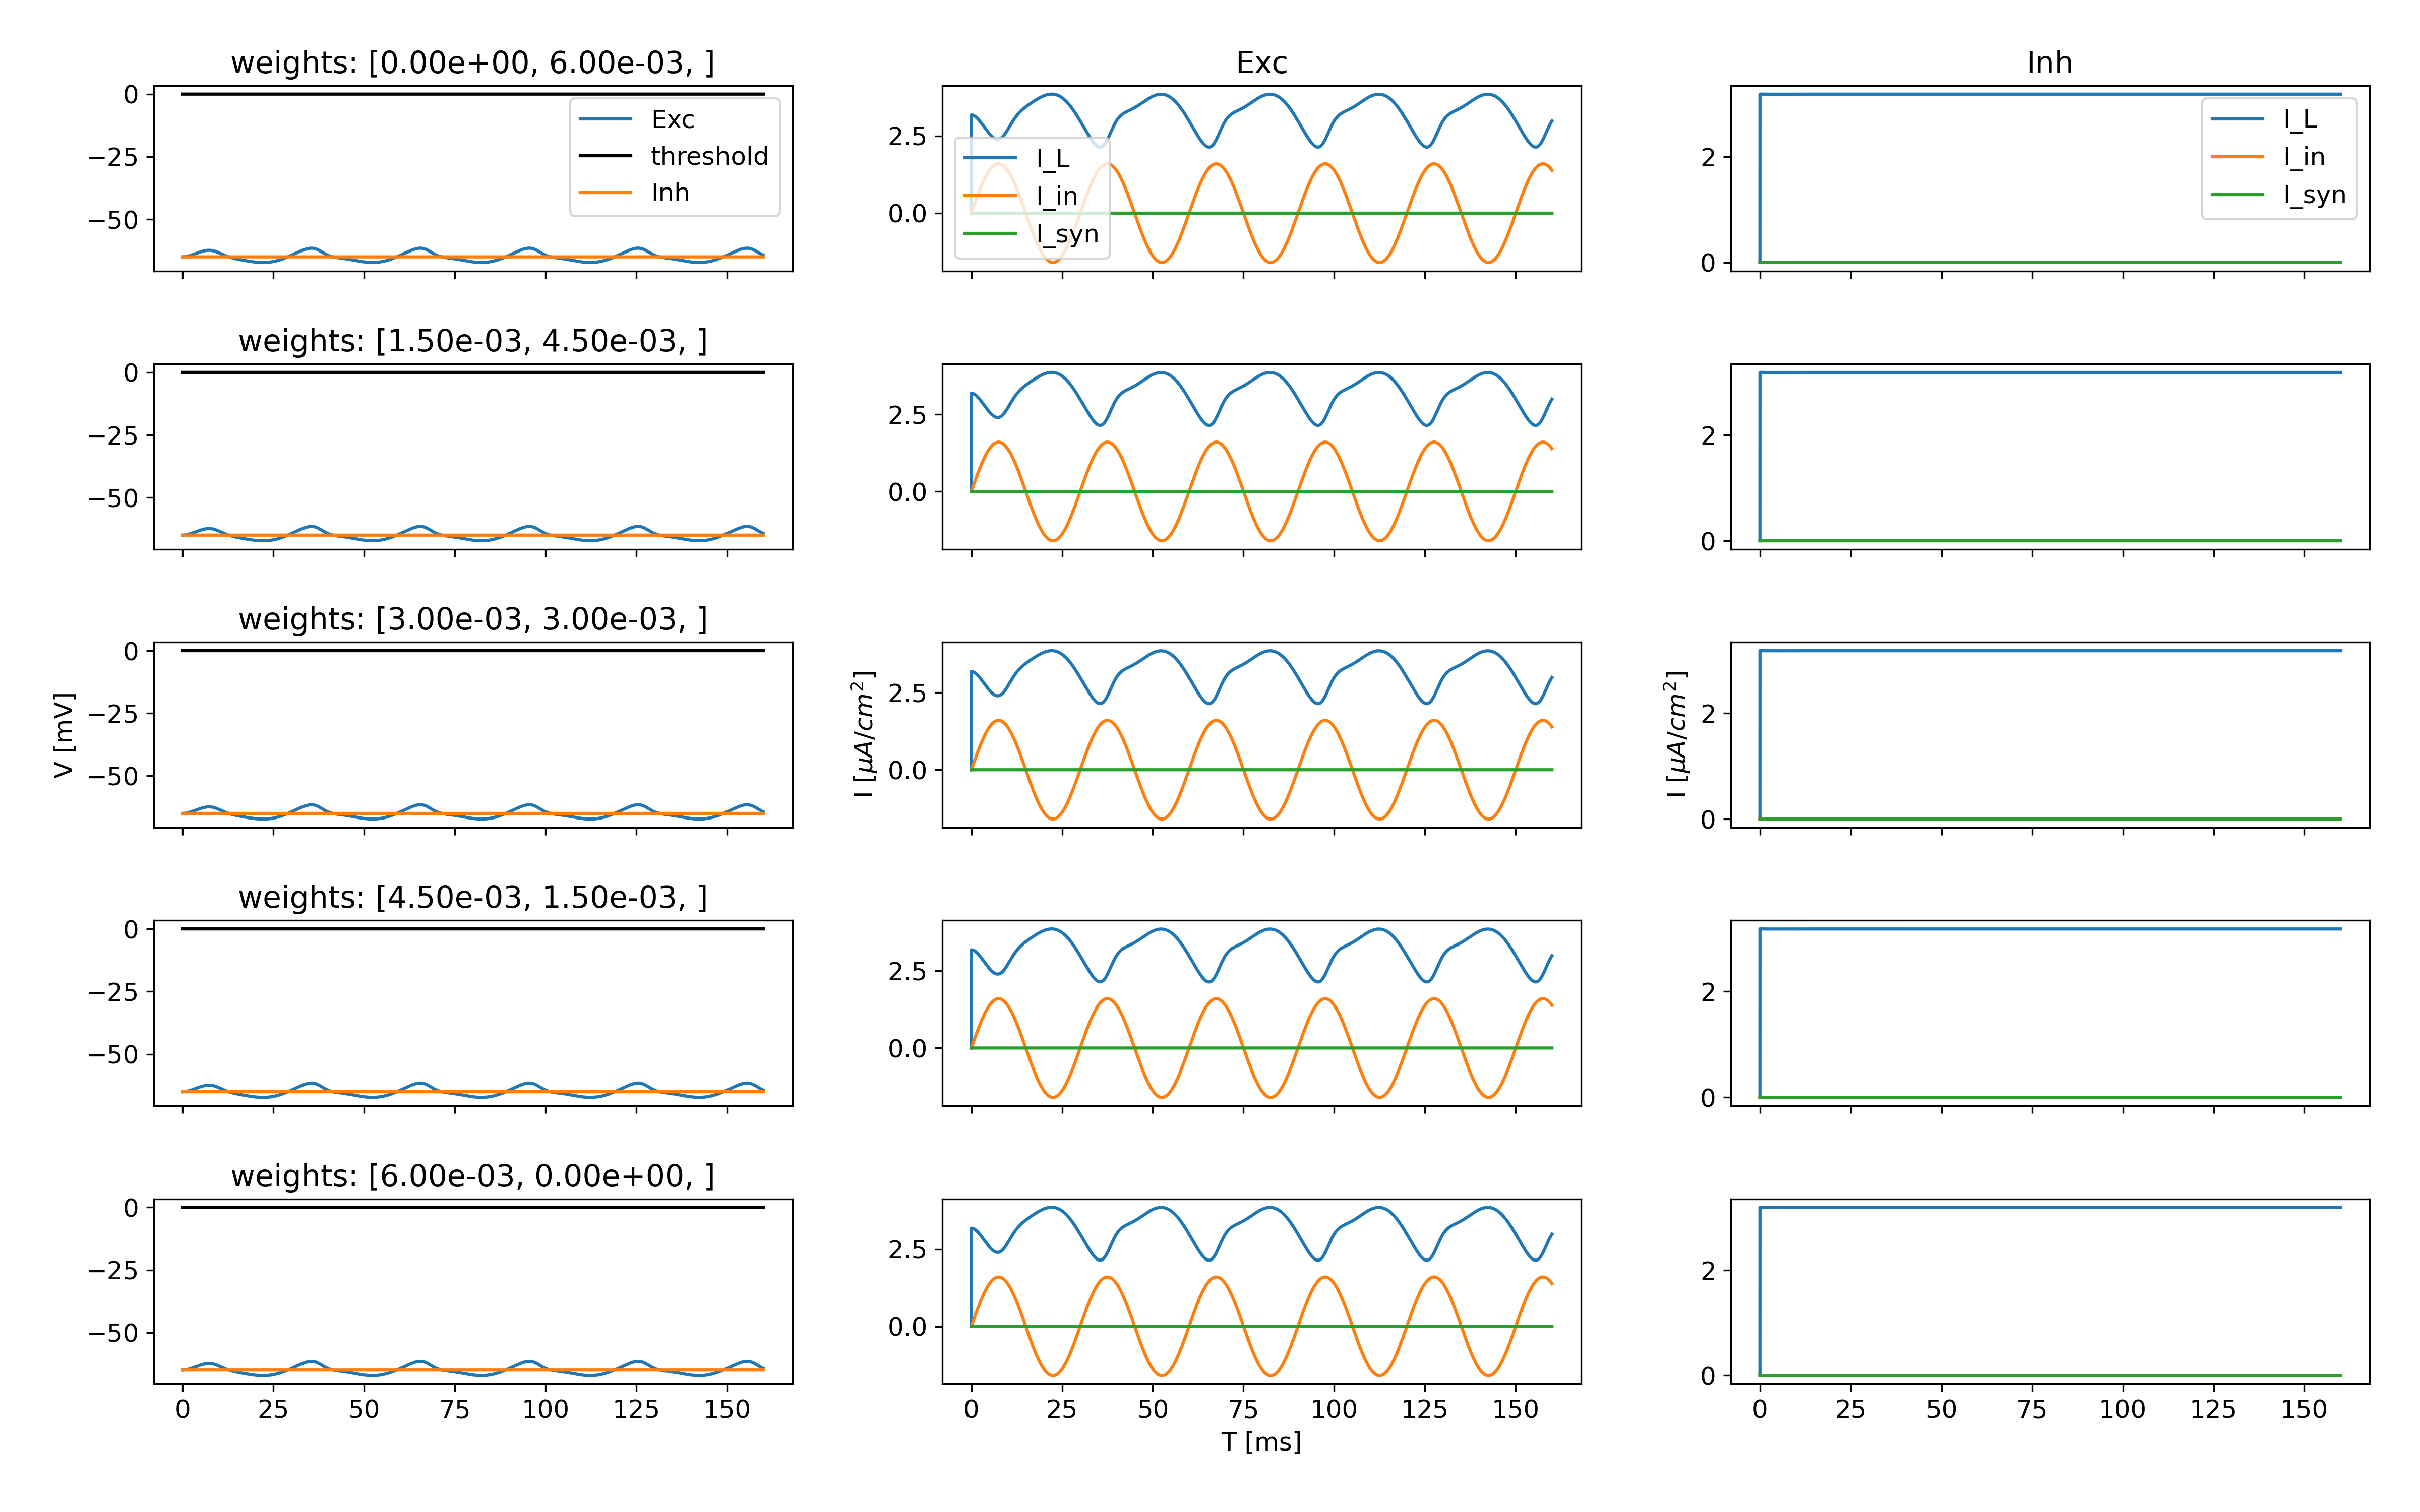 weights: [0.00e+00, 6.00e-03, ]
Exc
Inh
0
−25
−50
Exc
threshold
Inh
2.5
0.0
I_L
I_in
I_syn
2
0
I_L
I_in
I_syn
weights: [1.50e-03, 4.50e-03, ]
0
−25
−50
2.5
0.0
2
0
weights: [3.00e-03, 3.00e-03, ]
V [mV]
0
−25
−50
I [μA/cm²]
2.5
0.0
I [μA/cm²]
2
0
weights: [4.50e-03, 1.50e-03, ]
0
−25
−50
2.5
0.0
2
0
weights: [6.00e-03, 0.00e+00, ]
0
−25
−50
0 25 50 75 100 125 150
2.5
0.0
0 25 50 75 100 125 150
T [ms]
2
0
0 25 50 75 100 125 150